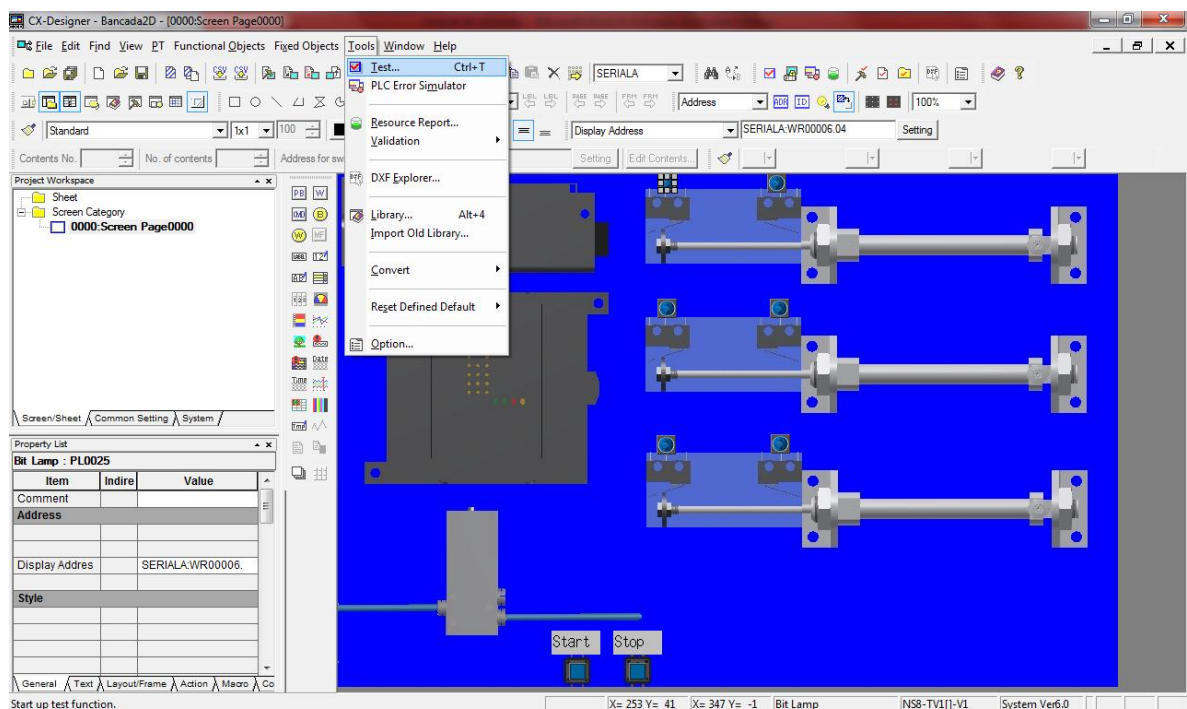 CX-Designer - Bancada2D - [0000:Screen Page0000]
File Edit Find View PT Functional Objects Fixed Objects Tools Window Help
SERIALA
Address
100%
Standard
1x1
100
Display Address
SERIALA:WR00006.04
Setting
Contents No.
No. of contents
Address for sw
Setting
Edit Contents...
Test... Ctrl+T
PLC Error Simulator
Resource Report...
Validation
DXF Explorer...
Library... Alt+4
Import Old Library...
Convert
Reset Defined Default
Option...
Project Workspace
Sheet
Screen Category
0000:Screen Page0000
Screen/Sheet Common Setting System
Property List
Bit Lamp : PL0025
Item Indire Value
Comment
Address
Display Addres SERIALA:WR00006.
Style
General Text Layout/Frame Action Macro Co
Start Stop
Start up test function.
X= 253 Y= 41 X= 347 Y= -1 Bit Lamp NS8-TV1[]-V1 System Ver6.0